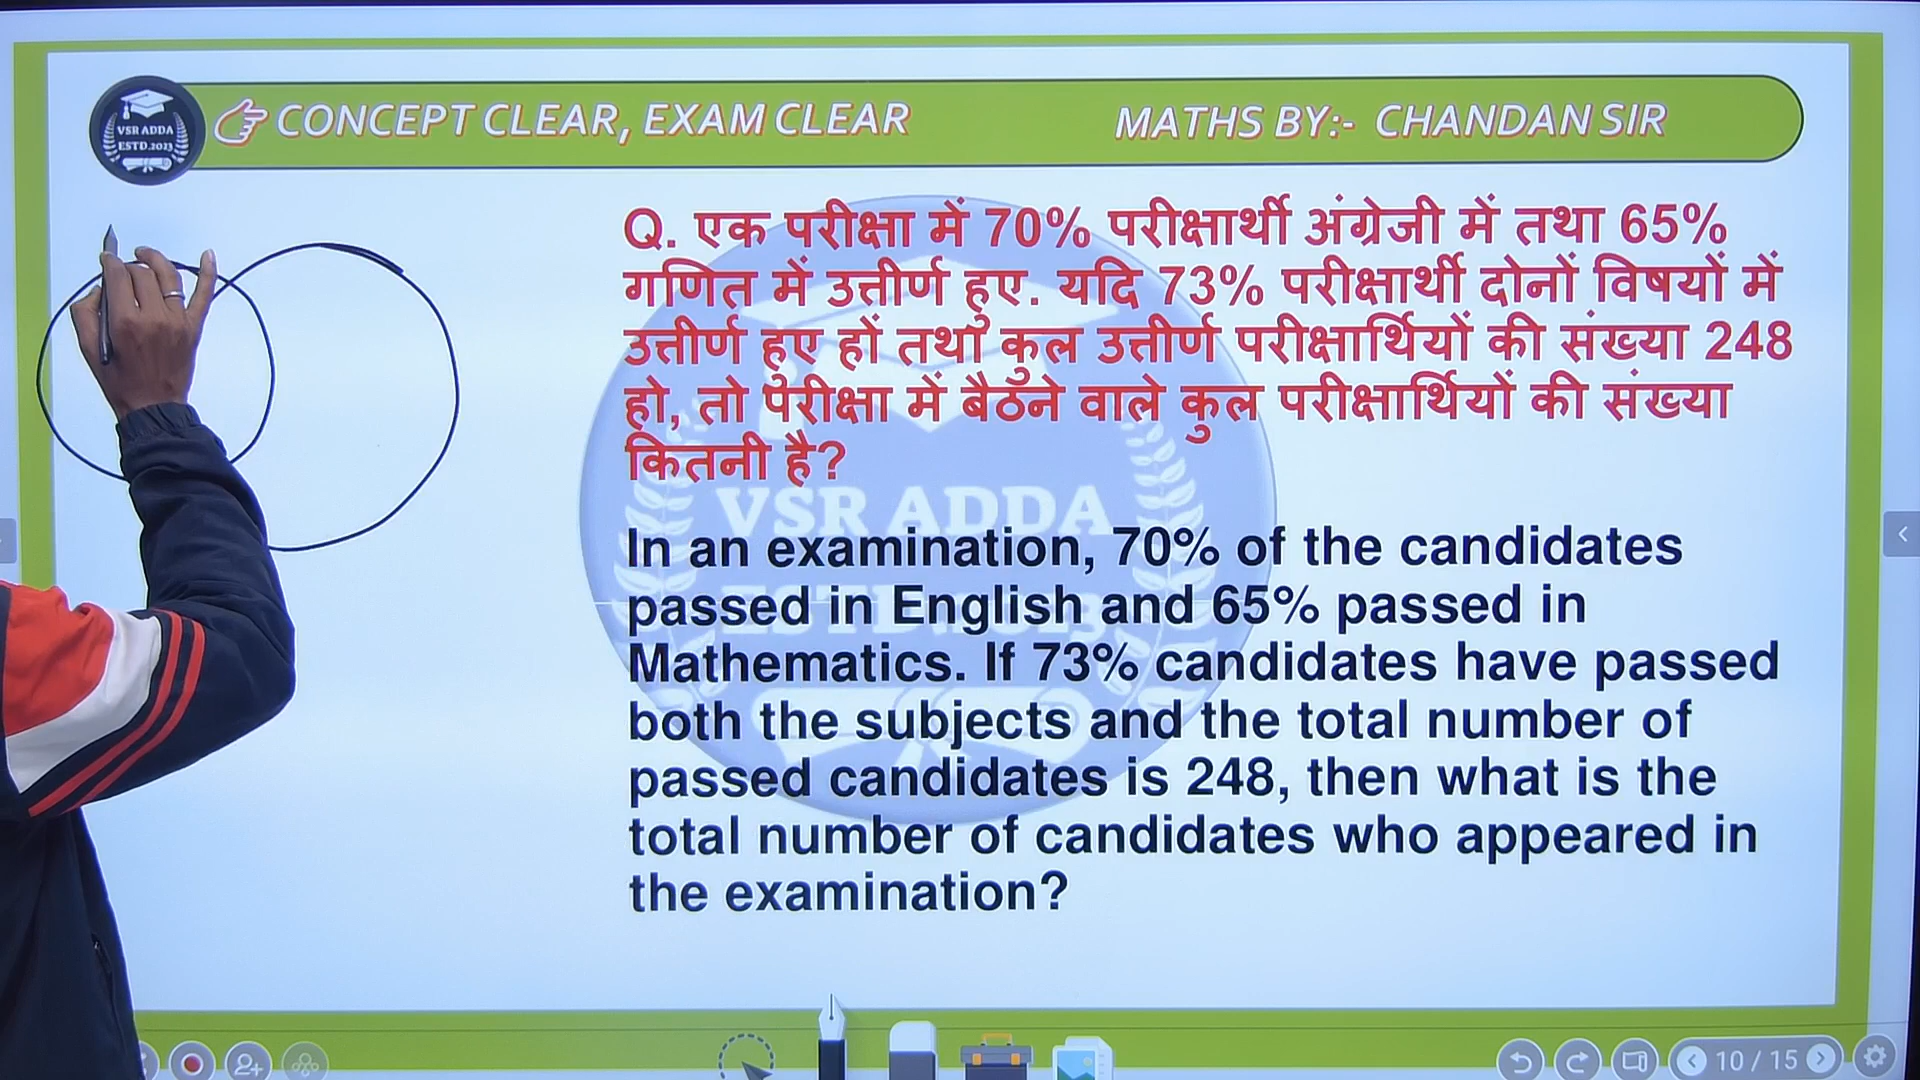 CONCEPT CLEAR, EXAM CLEAR
MATHS BY:- CHANDAN SIR
VSR ADDA
ESTD.2023
Q. एक परीक्षा में 70% परीक्षार्थी अंग्रेजी में तथा 65%
गणित में उत्तीर्ण हुए. यदि 73% परीक्षार्थी दोनों विषयों में
उत्तीर्ण हुए हों तथा कुल उत्तीर्ण परीक्षार्थियों की संख्या 248
हो, तो परीक्षा में बैठने वाले कुल परीक्षार्थियों की संख्या
कितनी है?
VSR ADDA
In an examination, 70% of the candidates
passed in English and 65% passed in
Mathematics. If 73% candidates have passed
both the subjects and the total number of
passed candidates is 248, then what is the
total number of candidates who appeared in
the examination?
10 / 15